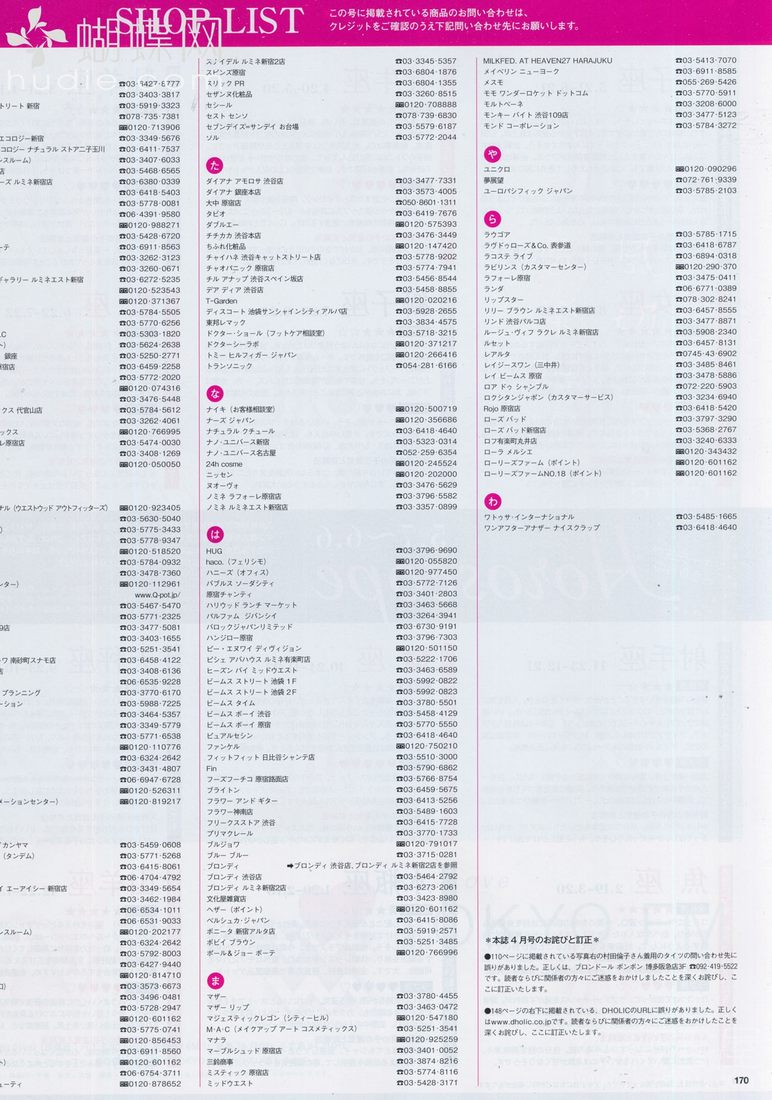 SHOP LIST
この号に掲載されている商品のお問い合わせは、
クレジットをご確認のうえ下記問い合わせ先にお願いします。
蝴蝶网
hudie.com
☎03·3403·3817
トリート 新宿 ☎03·5919·3323
☎078·735·7381
0120·713906
エコロジー新宿 ☎03·3349·5676
コロジー ナチュラル ストア二子玉川 ☎03·6411·7537
スルーム） ☎03·3407·6033
店 ☎03·5468·6565
ーズ ルミネ新宿店 ☎03·6380·0339
☎03·6418·5403
☎03·5778·0081
☎06·4391·9580
0120·988271
☎03·5428·6720
ーテ ☎03·6911·8563
☎03·3262·3123
☎03·3260·0671
ャラリー ルミネエスト新宿 ☎03·6272·5235
0120·523543
0120·371367
☎03·5784·5505
☎03·5770·6256
LC ☎03·5303·1820
ト） ☎03·5624·2638
銀座 ☎03·5250·2771
宿店 ☎03·6459·2258
☎03·5772·2020
0120·074316
☎03·3476·5448
クス 代官山店 ☎03·5784·5612
☎03·3262·4061
ックス 0120·766995
レ原宿店 ☎03·5474·0030
☎03·3408·1269
0120·050050
ナル（ウエストウッド アウトフィッターズ） 0120·923405
☎03·5630·5040
） ☎03·5775·3433
☎03·5778·9347
0120·518520
☎03·5784·0932
☎03·3478·7360
ンター） 0120·112961
www.Q-pot.jp/
☎03·5467·5470
☎03·5771·2325
9店 ☎03·3477·5081
☎03·3403·1655
☎03·5251·3541
ワ 南砂町スナモ店 ☎03·6458·4122
店 ☎03·3408·6136
☎06·6535·9228
プランニング ☎03·3770·6170
ーション ☎03·5988·7225
☎03·3464·5357
☎03·3349·5779
☎03·5771·6538
0120·110776
☎03·6324·2642
☎03·3431·4807
☎06·6947·6728
0120·526311
メーションセンター） 0120·819217
カンヤマ ☎03·5459·0608
（タンデム） ☎03·5771·5268
☎03·6415·8061
☎06·4704·4792
イ エーアイシー 新宿店 ☎03·3349·5654
☎03·3462·1984
☎06·6534·1011
☎06·6531·9033
ンスルーム） 0120·202177
☎03·6324·2642
☎03·5792·8003
☎03·6427·9440
0120·814710
ロ） ☎03·3573·6673
☎03·3496·0481
☎03·5728·2947
0120·601162
☎03·5775·0741
0120·856453
☎03·6911·8560
ト） 0120·601162
☎06·6754·3711
ューティ 0120·878652
スナイデル ルミネ新宿2店 ☎03·3345·5357
スピンズ原宿 ☎03·6804·1876
ズミリック PR ☎03·6804·1355
セザンヌ化粧品 ☎03·3260·8515
セシール 0120·708888
セスト センソ ☎078·739·6830
セブンデイズ=サンデイ お台場 ☎03·5579·6187
ソル ☎03·5772·2044
た
ダイアナ アモロサ 渋谷店 ☎03·3477·7331
ダイアナ 銀座本店 ☎03·3573·4005
大中 原宿店 ☎050·8601·1311
タビオ ☎03·6419·7676
ダブルエー 0120·575393
チチカカ 渋谷本店 ☎03·3476·3449
ちふれ化粧品 0120·147420
チャイハネ 渋谷キャットストリート店 ☎03·5778·9202
チャオパニック 原宿店 ☎03·5774·7941
チル アナップ 渋谷スペイン坂店 ☎03·5456·8544
デア ディア 渋谷店 ☎03·5458·8855
T-Garden 0120·020216
ディスコート 池袋サンシャインシティアルパ店 ☎03·5928·2655
東邦レマック ☎03·3834·4575
ドクター・ショール（フットケア相談室） ☎03·5718·3215
ドクターシーラボ 0120·371217
トミー ヒルフィガー ジャパン 0120·266416
トランソニック ☎054·281·6166
な
ナイキ（お客様相談室） 0120·500719
ナーズ ジャパン 0120·356686
ナチュラル クチュール ☎03·6418·4640
ナノ・ユニバース新宿 ☎03·5323·0314
ナノ・ユニバース名古屋 ☎052·259·6354
24h cosme 0120·245524
ニッセン 0120·202000
ヌオーヴォ ☎03·3476·5629
ノミネ ラフォーレ原宿店 ☎03·3796·5582
ノミネ ルミネエスト新宿店 ☎03·3357·0899
は
HUG ☎03·3796·9690
haco.（フェリシモ） 0120·055820
ハニーズ（オフィス） 0120·977450
バブルス ソーダシティ ☎03·5772·7126
原宿チャンティ ☎03·3401·2803
ハリウッド ランチ マーケット ☎03·3463·5668
パルファム ジバンシイ ☎03·3264·3941
バロックジャパンリミテッド ☎03·6730·9191
ハンジロー原宿 ☎03·3796·7303
ビー・エヌワイ ディヴィジョン 0120·501150
ビシェ アバハウス ルミネ有楽町店 ☎03·5222·1706
ヒーズン バイ ミッドウエスト ☎03·3463·6589
ビームス ストリート 池袋 1F ☎03·5992·0822
ビームス ストリート 池袋 2F ☎03·5992·0823
ビームス タイム ☎03·3780·5501
ビームス ボーイ 渋谷 ☎03·5458·4129
ビームス ボーイ 原宿 ☎03·5770·5550
ピュアルセシン ☎03·6418·4640
ファンケル 0120·750210
フィットフィット 日比谷シャンテ店 ☎03·5510·3000
Fin ☎03·5790·6862
フーズフーチコ 原宿路面店 ☎03·5766·8754
ブライトン ☎03·6459·5675
フラワー アンド ギター ☎03·6413·5256
フラワー神南店 ☎03·5489·1603
フリークスストア 渋谷 ☎03·6415·7728
プリマクレール ☎03·3770·1733
ブルジョワ 0120·791017
ブルー ブルー ☎03·3715·0281
ブロンディ ➡ブロンディ 渋谷店、ブロンディ ルミネ新宿2店を参照
ブロンディ 渋谷店 ☎03·5464·2792
ブロンディ ルミネ新宿2店 ☎03·6273·2061
文化屋雑貨店 ☎03·3423·8980
ヘザー（ポイント） 0120·601162
ベルシュカ・ジャパン ☎03·6415·8086
ボニータ 新宿アルタ店 ☎03·5919·2571
ボビイ ブラウン ☎03·5251·3485
ポール＆ジョー ボーテ 0120·766996
ま
マザー ☎03·3780·4455
マザー リップ ☎03·3463·0472
マジェスティックレゴン（シティーヒル） 0120·547180
M・A・C（メイクアップ アート コスメティックス） ☎03·5251·3541
マナラ 0120·925259
マーブルシュッド 原宿店 ☎03·3401·0052
三鈴商事 ☎03·3874·8216
ミスティック 原宿店 ☎03·5774·8116
ミッドウエスト ☎03·5428·3171
MILKFED. AT HEAVEN27 HARAJUKU ☎03·5413·7070
メイベリン ニューヨーク ☎03·6911·8585
メスモ ☎055·269·5426
モモ ワンダーロケット ドットコム ☎03·5770·5911
モルトベーネ ☎03·3208·6000
モンキー バイト 渋谷109店 ☎03·3477·5123
モンド コーポレーション ☎03·5784·3272
や
ユニクロ 0120·090296
夢展望 ☎072·761·9339
ユーロパシフィック ジャパン ☎03·5785·2103
ら
ラウゴア ☎03·5785·1715
ラヴドゥローズ＆Co. 表参道 ☎03·6418·6787
ラコステ ライブ ☎03·6894·0318
ラビリンス（カスタマーセンター） 0120·290·370
ラフォーレ原宿 ☎03·3475·0411
ランダ ☎06·6771·0389
リップスター ☎078·302·8241
リリー ブラウン ルミネエスト新宿店 ☎03·6457·8555
リンド 渋谷パルコ店 ☎03·3477·8871
ルージュ ヴィフ ラクレ ルミネエスト新宿店 ☎03·5908·2340
ルセット ☎03·6457·8131
レアルタ ☎0745·43·6902
レイジースワン（三中井） ☎03·3485·8461
レイ ビームス 原宿 ☎03·3478·5886
ロア ドゥ シャンブル ☎072·220·5903
ロクシタンジャポン（カスタマーサービス） ☎03·3234·6940
Rojo 原宿店 ☎03·6418·5420
ローズ バッド ☎03·3797·3290
ローズ バッド新宿店 ☎03·5368·2767
ロフ有楽町丸井店 ☎03·3240·6333
ローラ メルシエ 0120·343432
ローリーズファーム（ポイント） 0120·601162
ローリーズファームNO.18（ポイント） 0120·601162
わ
ワトゥサ・インターナショナル ☎03·5485·1665
ワンアフターアナザー ナイスクラップ ☎03·6418·4640
＊本誌４月号のお詫びと訂正＊
●110ページに掲載されている写真右の村田倫子さん着用のタイツの問い合わせ先に
誤りがありました。正しくは、ブロンドール ボンボン 博多阪急3F ☎092·419·5522
です。読者ならびに関係者の方々にご迷惑をおかけしましたことを深くお詫びし、こ
こに訂正いたします。
●148ページの右下に掲載されている、DHOLICのURLに誤りがありました。正しく
はwww.dholic.co.jpです。読者ならびに関係者の方々にご迷惑をおかけしたことを
深くお詫びし、ここに訂正いたします。
170